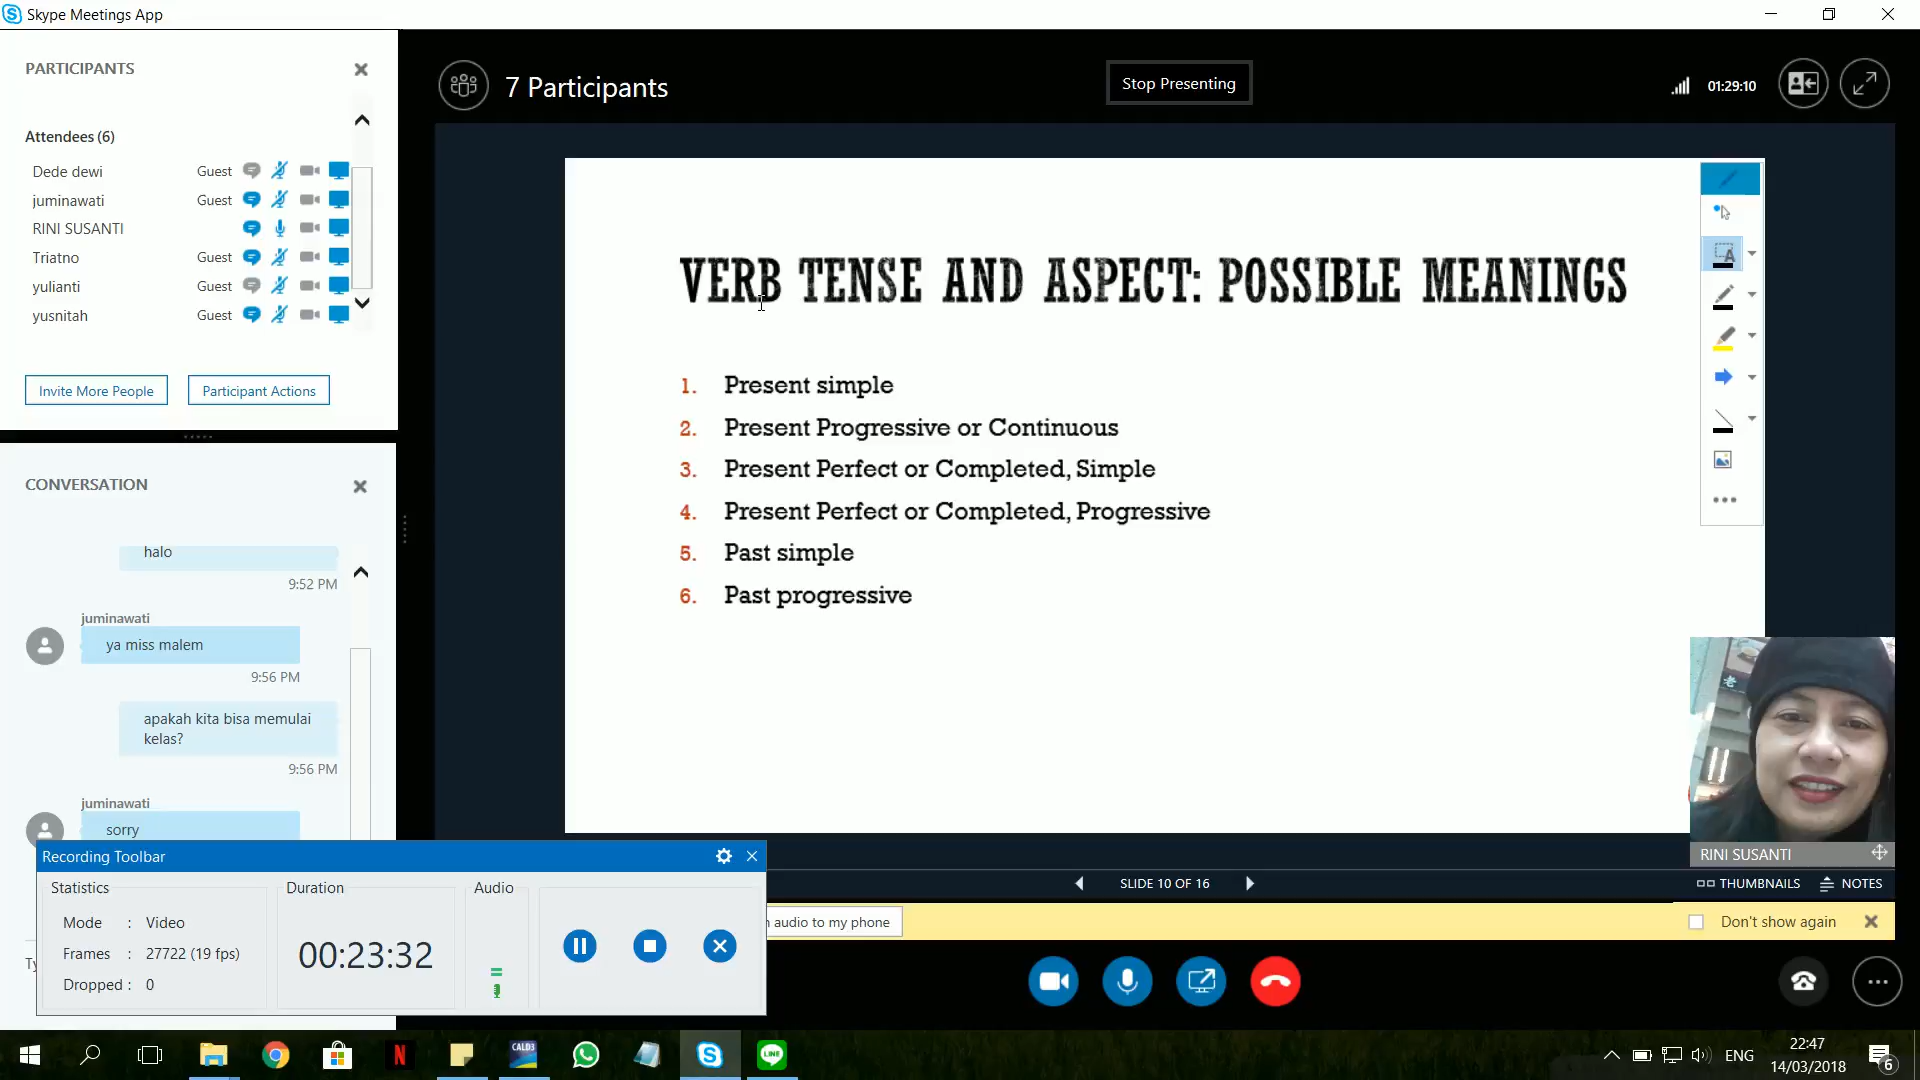 Skype Meetings App
PARTICIPANTS
Attendees (6)
Dede dewi Guest
juminawati Guest
RINI SUSANTI
Triatno Guest
yulianti Guest
yusnitah Guest
Invite More People
Participant Actions
CONVERSATION
halo
9:52 PM
juminawati
ya miss malem
9:56 PM
apakah kita bisa memulai
kelas?
9:56 PM
juminawati
sorry
7 Participants
Stop Presenting
01:29:10
VERB TENSE AND ASPECT: POSSIBLE MEANINGS
1. Present simple
2. Present Progressive or Continuous
3. Present Perfect or Completed, Simple
4. Present Perfect or Completed, Progressive
5. Past simple
6. Past progressive
老
RINI SUSANTI
SLIDE 10 OF 16
THUMBNAILS
NOTES
audio to my phone
Don't show again
Recording Toolbar
Statistics
Mode : Video
Frames : 27722 (19 fps)
Dropped : 0
Duration
00:23:32
Audio
CALD3
LINE
ENG
22:47
14/03/2018
6